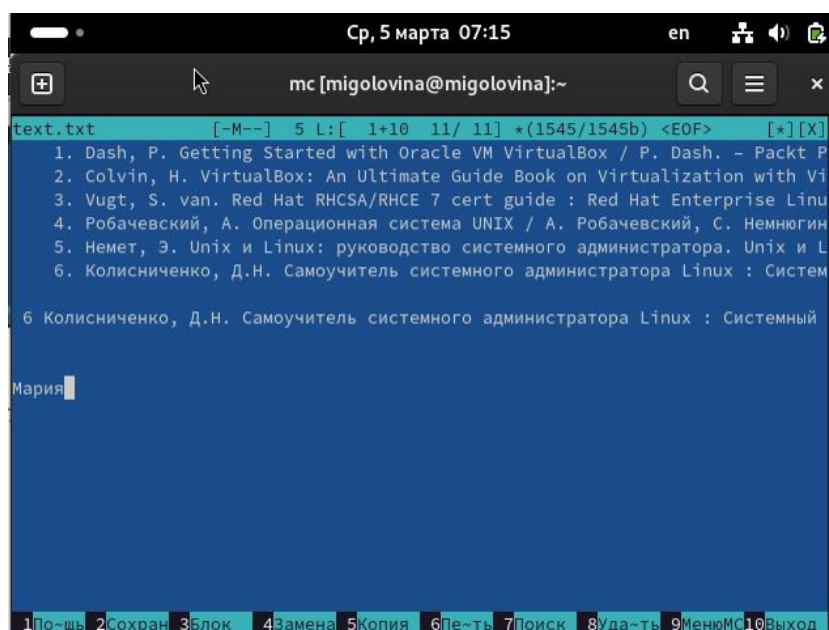 Ср, 5 марта 07:15 en
mc [migolovina@migolovina]:~
text.txt [-M--] 5 L:[ 1+10 11/ 11] *(1545/1545b) <EOF> [*][X]
1. Dash, P. Getting Started with Oracle VM VirtualBox / P. Dash. – Packt P
2. Colvin, H. VirtualBox: An Ultimate Guide Book on Virtualization with Vi
3. Vugt, S. van. Red Hat RHCSA/RHCE 7 cert guide : Red Hat Enterprise Linu
4. Робачевский, А. Операционная система UNIX / А. Робачевский, С. Немнюгин
5. Немет, Э. Unix и Linux: руководство системного администратора. Unix и L
6. Колисниченко, Д.Н. Самоучитель системного администратора Linux : Систем
6 Колисниченко, Д.Н. Самоучитель системного администратора Linux : Системный
Мария
1По~щь 2Сохран 3Блок 4Замена 5Копия 6Пе~ть 7Поиск 8Уда~ть 9МенюМС10Выход